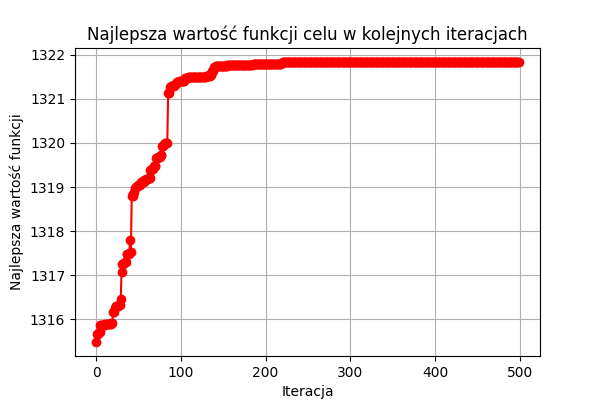 Najlepsza wartość funkcji celu w kolejnych iteracjach
Najlepsza wartość funkcji
1322
1321
1320
1319
1318
1317
1316
0 100 200 300 400 500
Iteracja